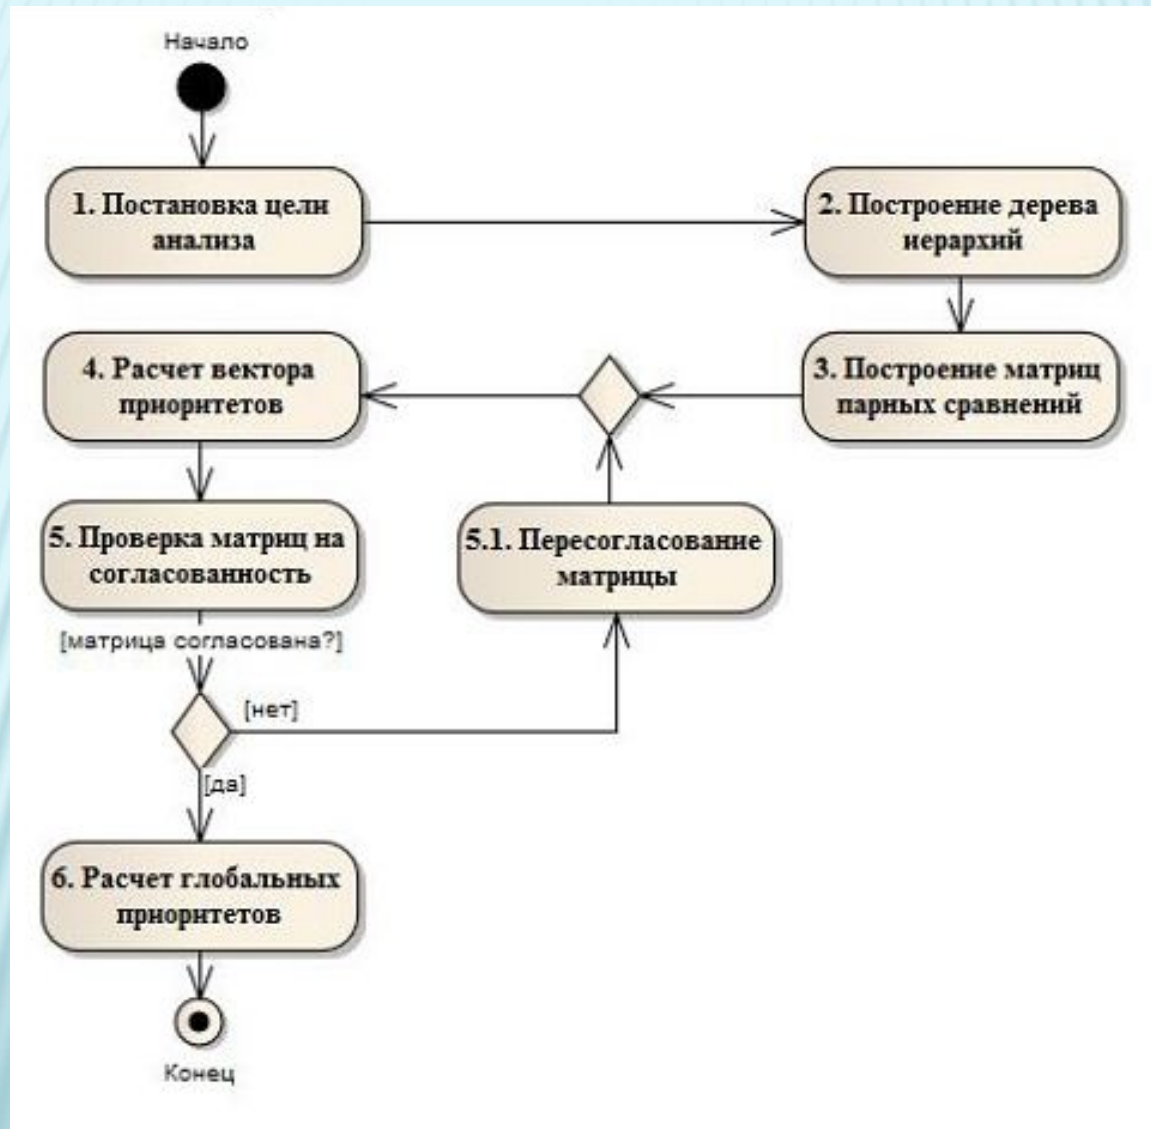 Начало
1. Постановка цели
анализа
2. Построение дерева
иерархий
3. Построение матриц
парных сравнений
4. Расчет вектора
приоритетов
5. Проверка матриц на
согласованность
5.1. Пересогласование
матрицы
[матрица согласована?]
[нет]
[да]
6. Расчет глобальных
приоритетов
Конец